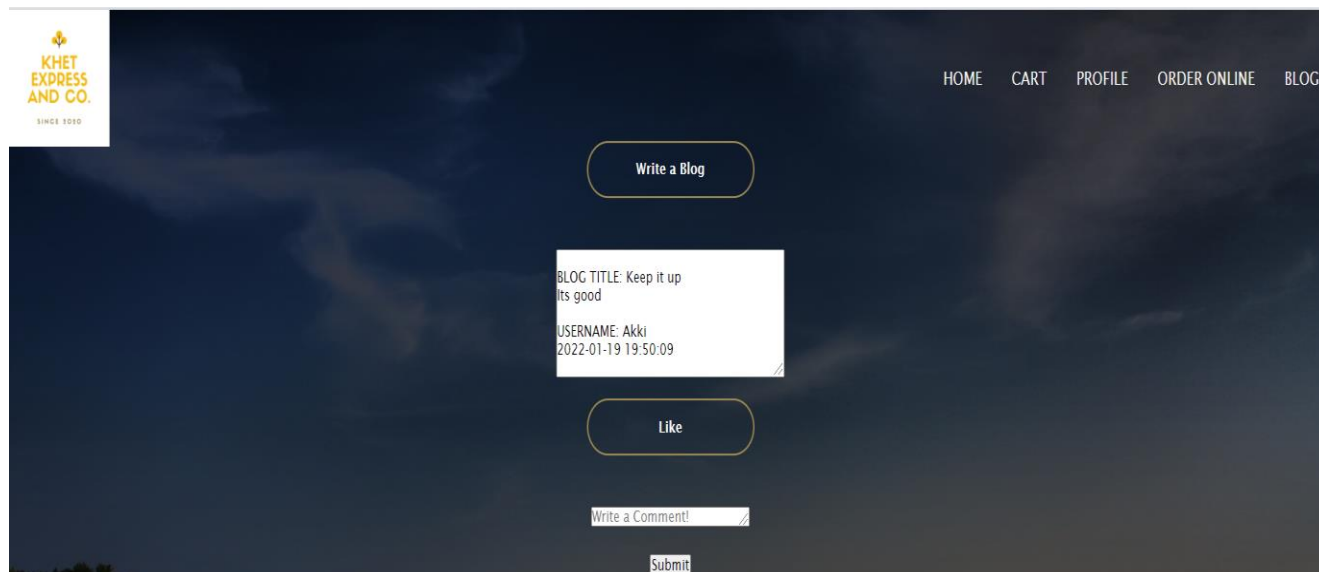 KHET
EXPRESS
AND CO.
SINCE 2020
HOME CART PROFILE ORDER ONLINE BLOG
Write a Blog
BLOG TITLE: Keep it up
Its good
USERNAME: Akki
2022-01-19 19:50:09
Like
Write a Comment!
Submit